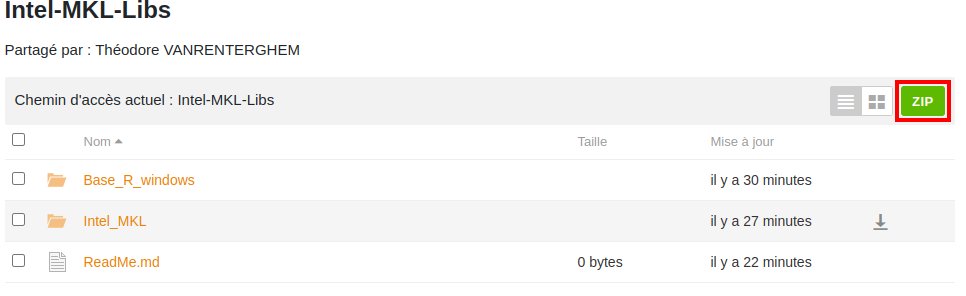 Intel-MKL-Libs
Partagé par : Théodore VANRENTERGHEM
Chemin d'accès actuel : Intel-MKL-Libs ZIP
Nom Taille Mise à jour
Base_R_windows il y a 30 minutes
Intel_MKL il y a 27 minutes
ReadMe.md 0 bytes il y a 22 minutes